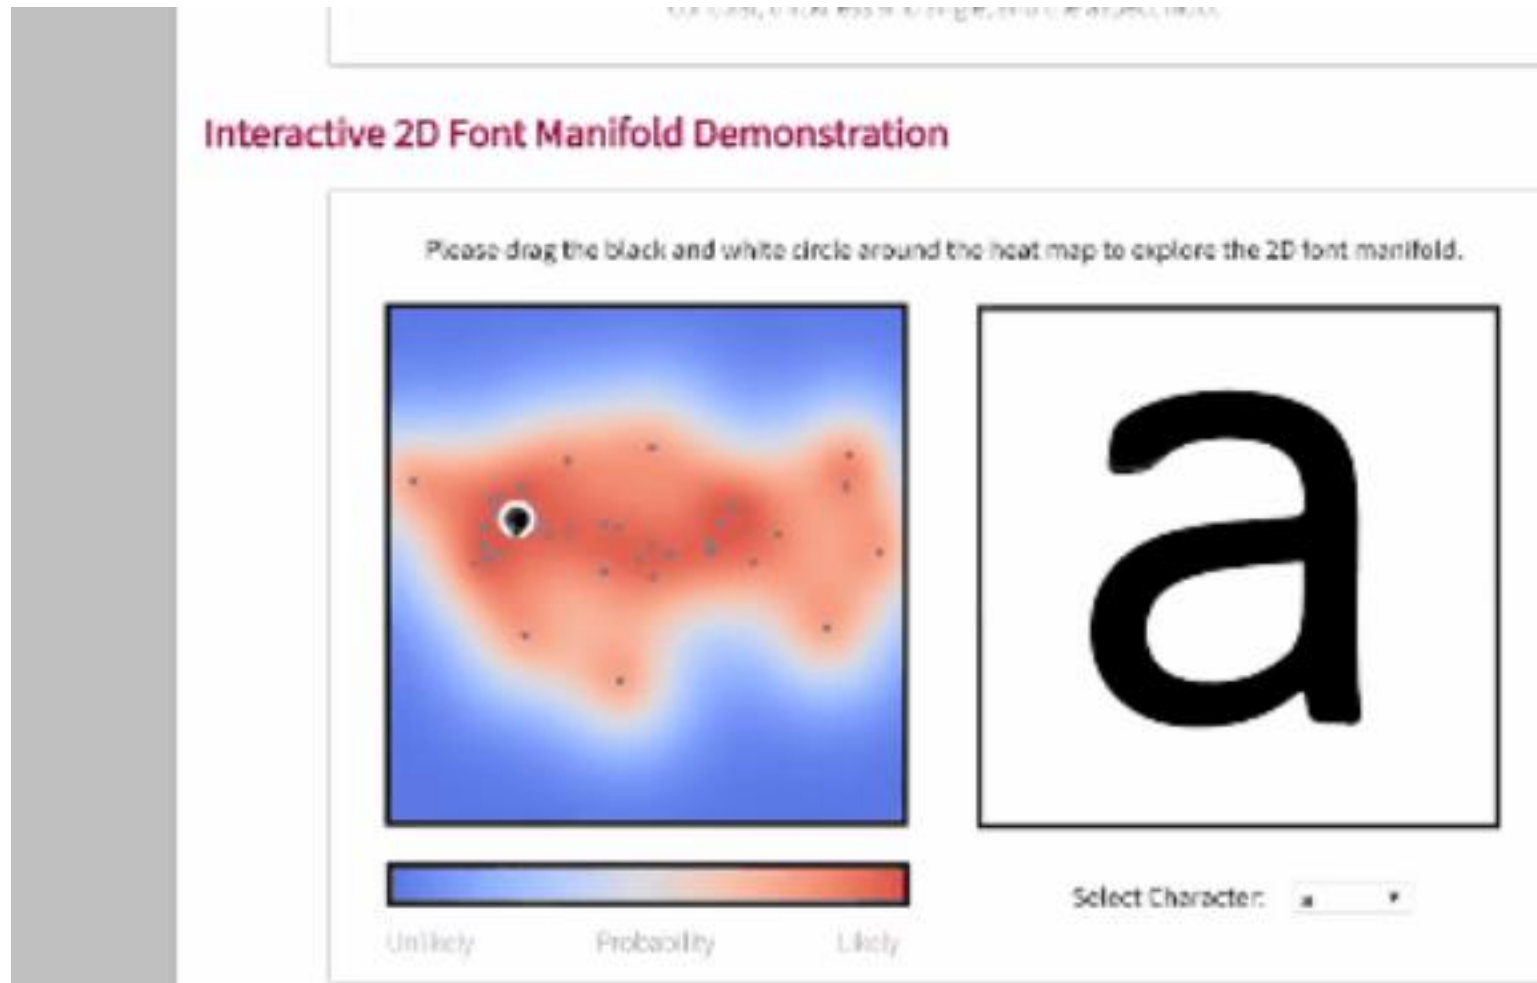 Interactive 2D Font Manifold Demonstration
Please drag the black and white circle around the heat map to explore the 2D font manifold.
a
Select Character: a
Unlikely Probability Likely